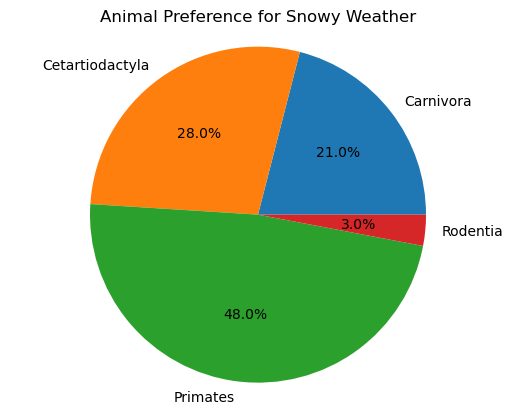 Animal Preference for Snowy Weather
Cetartiodactyla
Carnivora
28.0%
21.0%
3.0%
Rodentia
48.0%
Primates